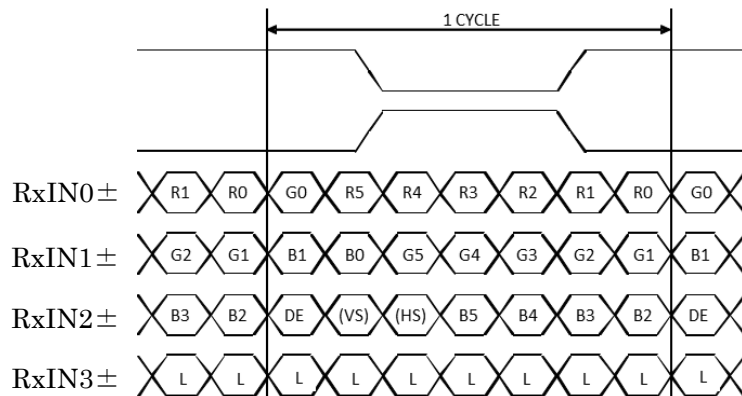 1 CYCLE
RxIN0± R1 R0 G0 R5 R4 R3 R2 R1 R0 G0
RxIN1± G2 G1 B1 B0 G5 G4 G3 G2 G1 B1
RxIN2± B3 B2 DE (VS) (HS) B5 B4 B3 B2 DE
RxIN3± L L L L L L L L L L